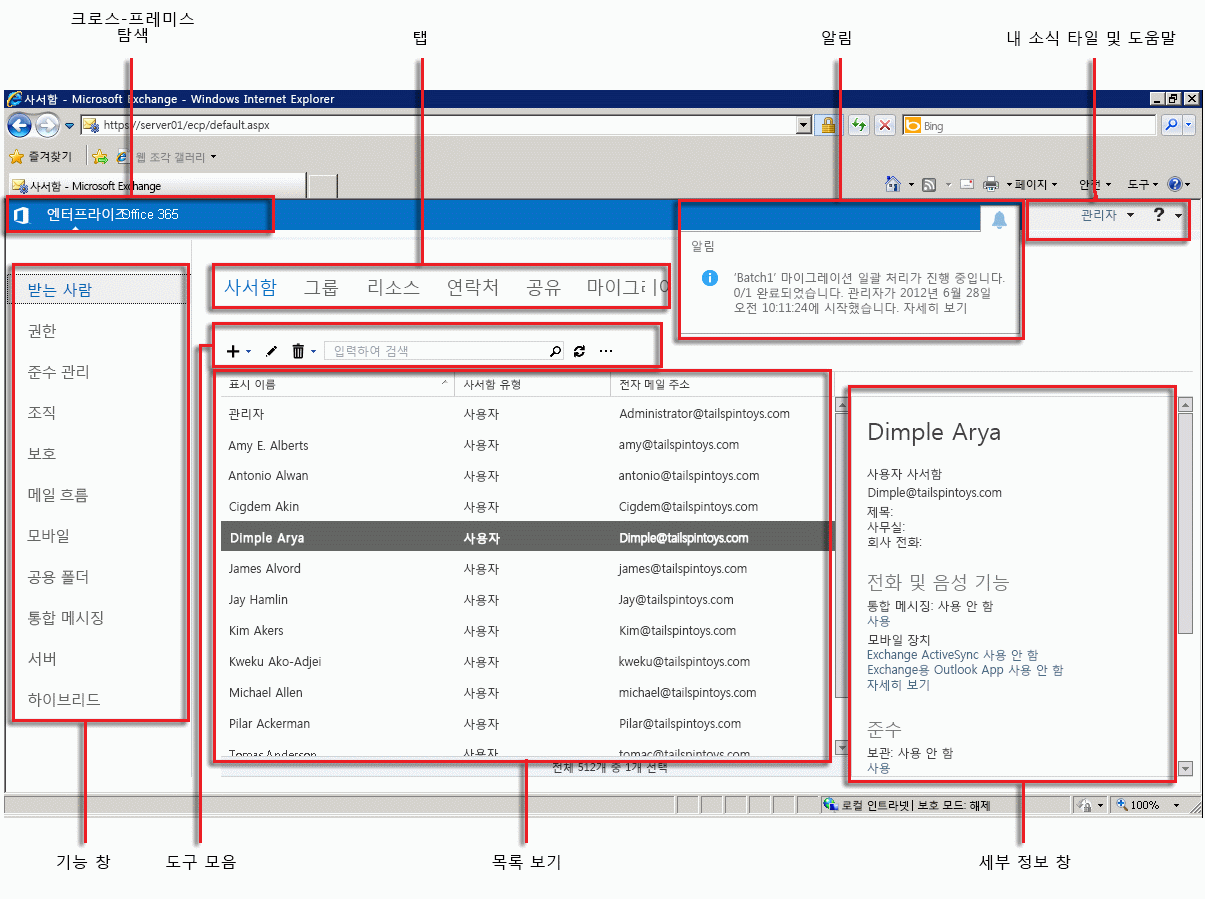 크로스-프레미스
탐색
탭
알림
내 소식 타일 및 도움말
사서함 - Microsoft Exchange - Windows Internet Explorer
https://server01/ecp/default.aspx
Bing
즐겨찾기
웹 조각 갤러리
사서함 - Microsoft Exchange
페이지
안전
도구
엔터프라이즈 Office 365
관리자
?
알림
'Batch1' 마이그레이션 일괄 처리가 진행 중입니다.
0/1 완료되었습니다. 관리자가 2012년 6월 28일
오전 10:11:24에 시작했습니다. 자세히 보기
받는 사람
권한
준수 관리
조직
보호
메일 흐름
모바일
공용 폴더
통합 메시징
서버
하이브리드
사서함 그룹 리소스 연락처 공유
입력하여 검색
표시 이름 사서함 유형 전자 메일 주소
관리자 사용자 Administrator@tailspintoys.com
Amy E. Alberts 사용자 amy@tailspintoys.com
Antonio Alwan 사용자 antonio@tailspintoys.com
Cigdem Akin 사용자 Cigdem@tailspintoys.com
Dimple Arya 사용자 Dimple@tailspintoys.com
James Alvord 사용자 james@tailspintoys.com
Jay Hamlin 사용자 Jay@tailspintoys.com
Kim Akers 사용자 Kim@tailspintoys.com
Kweku Ako-Adjei 사용자 kweku@tailspintoys.com
Michael Allen 사용자 michael@tailspintoys.com
Pilar Ackerman 사용자 Pilar@tailspintoys.com
Tomas Anderson 사용자
전체 512개 중 1개 선택
Dimple Arya
사용자 사서함
Dimple@tailspintoys.com
제목:
사무실:
회사 전화:
전화 및 음성 기능
통합 메시징: 사용 안 함
사용
모바일 장치
Exchange ActiveSync 사용 안 함
Exchange용 Outlook App 사용 안 함
자세히 보기
준수
보관: 사용 안 함
사용
로컬 인트라넷| 보호 모드: 해제
100%
기능 창
도구 모음
목록 보기
세부 정보 창